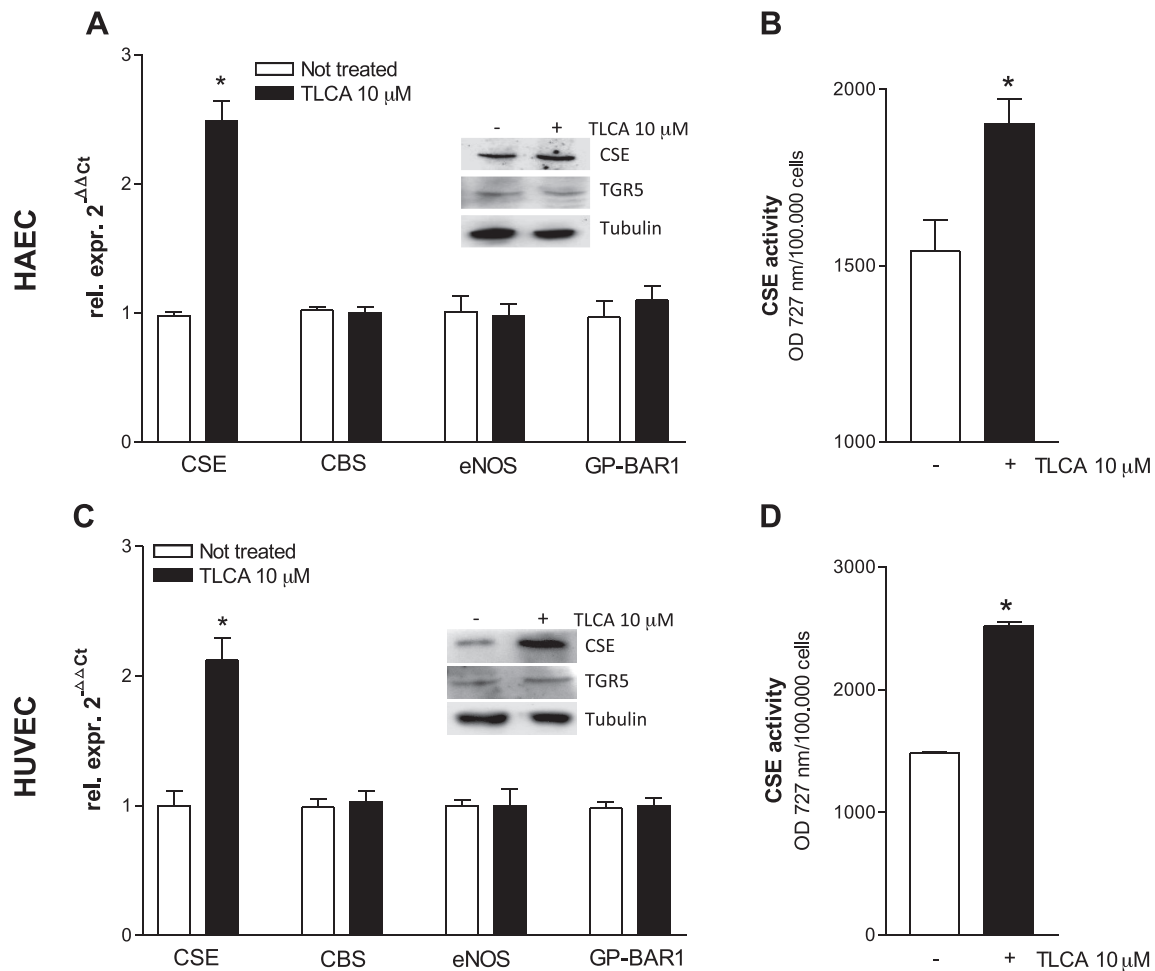 A
HAEC
rel. expr. 2^-ΔΔCt
3
2
1
0
Not treated
TLCA 10 μM
*
- + TLCA 10 μM
CSE
TGR5
Tubulin
CSE CBS eNOS GP-BAR1
B
CSE activity
OD 727 nm/100.000 cells
2000
1500
1000
*
- + TLCA 10 μM
C
HUVEC
rel. expr. 2^-ΔΔCt
3
2
1
0
Not treated
TLCA 10 μM
*
- + TLCA 10 μM
CSE
TGR5
Tubulin
CSE CBS eNOS GP-BAR1
D
CSE activity
OD 727 nm/100.000 cells
3000
2000
1000
0
*
- + TLCA 10 μM